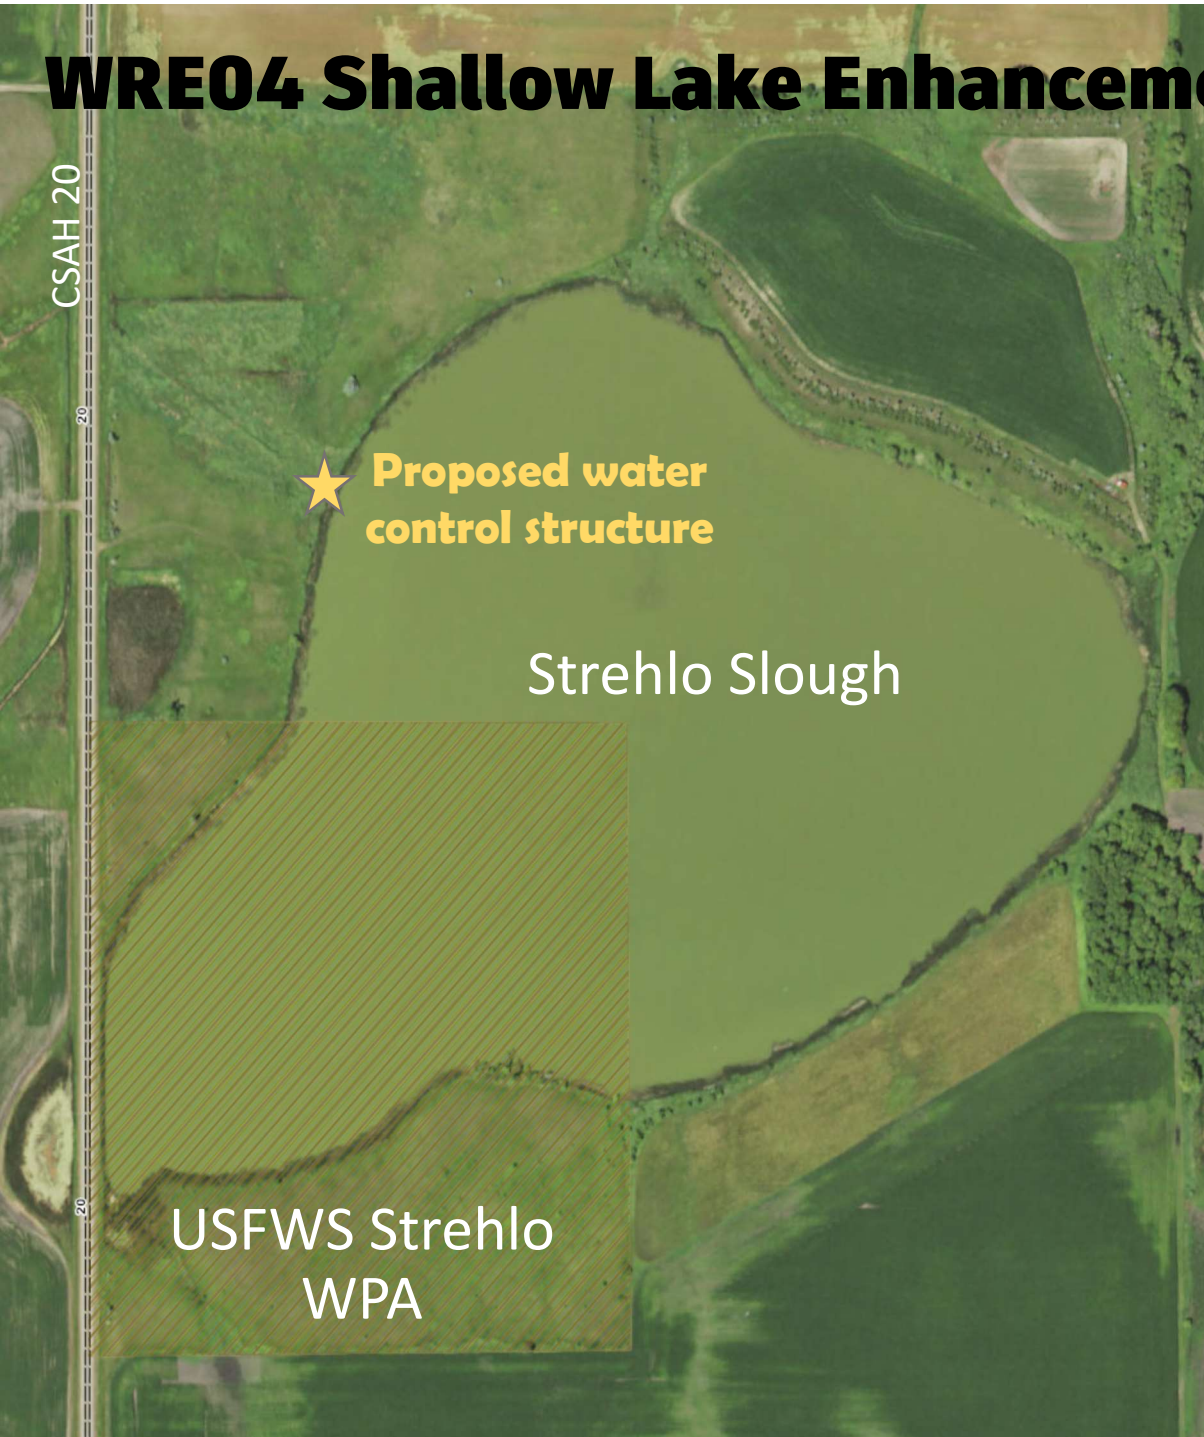 WRE04 Shallow Lake Enhanceme
CSAH 20
20
Proposed water
control structure
Strehlo Slough
20
USFWS Strehlo
WPA